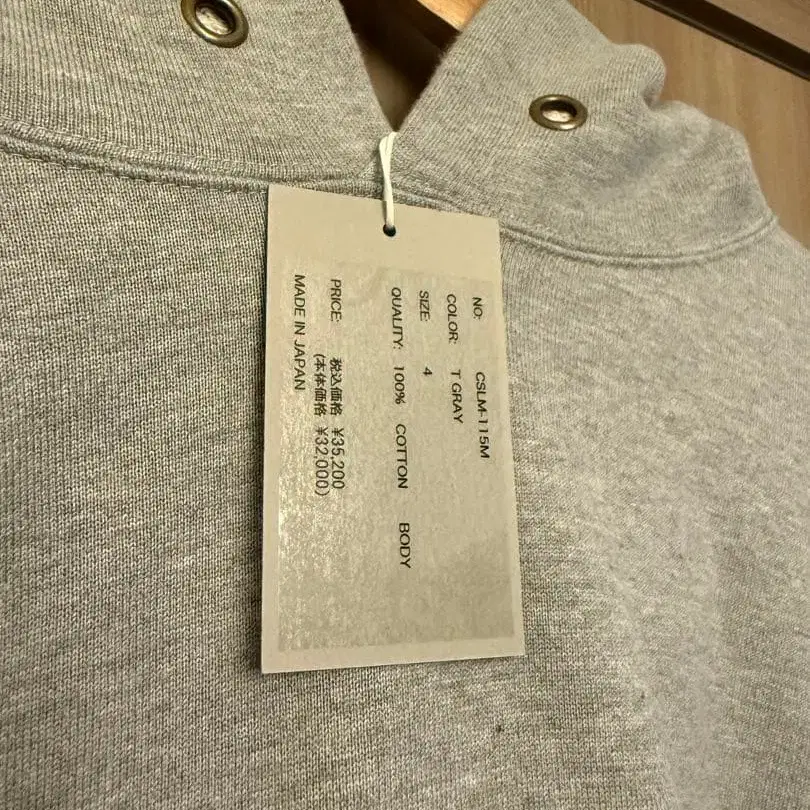 NO: CSLM-115M
COLOR: T GRAY
SIZE: 4
QUALITY: 100% COTTON BODY
PRICE: 税込価格 ¥35,200
(本体価格 ¥32,000)
MADE IN JAPAN